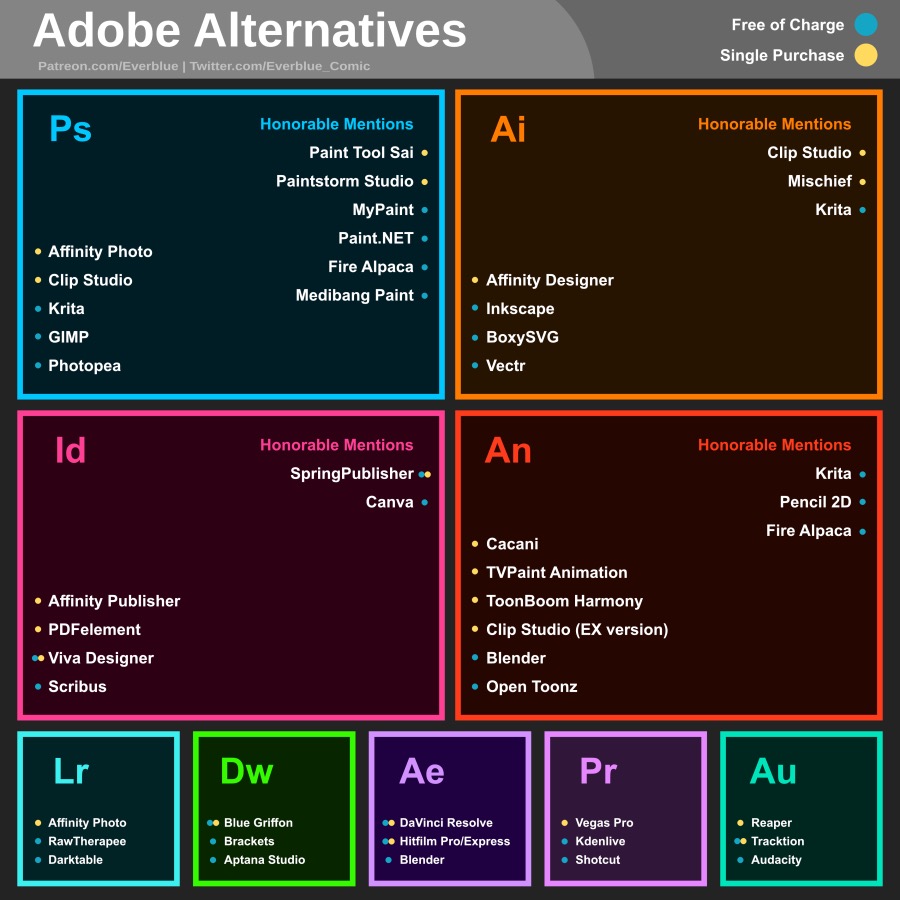 Adobe Alternatives
Patreon.com/Everblue | Twitter.com/Everblue_Comic
Free of Charge
Single Purchase
Ps
Honorable Mentions
Paint Tool Sai
Paintstorm Studio
MyPaint
Paint.NET
Fire Alpaca
Medibang Paint
Affinity Photo
Clip Studio
Krita
GIMP
Photopea
Ai
Honorable Mentions
Clip Studio
Mischief
Krita
Affinity Designer
Inkscape
BoxySVG
Vectr
Id
Honorable Mentions
SpringPublisher
Canva
Affinity Publisher
PDFelement
Viva Designer
Scribus
An
Honorable Mentions
Krita
Pencil 2D
Fire Alpaca
Cacani
TVPaint Animation
ToonBoom Harmony
Clip Studio (EX version)
Blender
Open Toonz
Lr
Affinity Photo
RawTherapee
Darktable
Dw
Blue Griffon
Brackets
Aptana Studio
Ae
DaVinci Resolve
Hitfilm Pro/Express
Blender
Pr
Vegas Pro
Kdenlive
Shotcut
Au
Reaper
Tracktion
Audacity